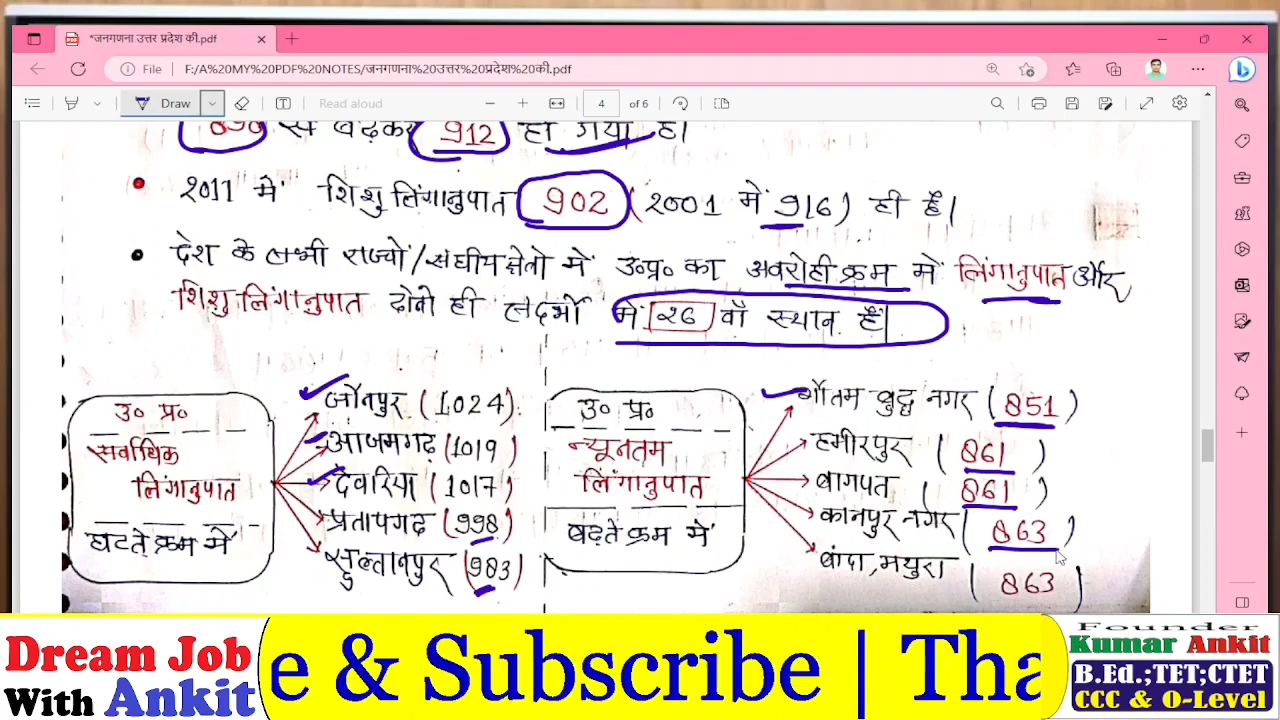 *जनगणना उत्तर प्रदेश की.pdf
File F:/A%20MY%20PDF%20NOTES/जनगणना%20उत्तर%20प्रदेश%20की.pdf
Draw Read aloud 4 of 6
898 से बढ़कर 912 हो गया है।
2011 में शिशु लिंगानुपात 902 (2001 में 916) ही है।
देश के सभी राज्यों/संघीय क्षेत्रों में उ०प्र० का अवरोही क्रम में लिंगानुपात और
शिशु लिंगानुपात दोनों ही सदर्भो में 26 वाँ स्थान है।
उ० प्र०
सर्वाधिक
लिंगानुपात
घटते क्रम में
जौनपुर (1024)
आजमगढ़ (1019)
देवरिया (1017)
प्रतापगढ़ (998)
सुल्तानपुर (983)
उ० प्र०
न्यूनतम
लिंगानुपात
बढ़ते क्रम में
गौतम बुद्ध नगर (851)
हमीरपुर (861)
बागपत (861)
कानपुर नगर (863)
बांदा, मथुरा (863)
Dream Job
With Ankit
e & Subscribe | Tha
Founder
Kumar Ankit
B.Ed.;TET;CTET
CCC & O-Level